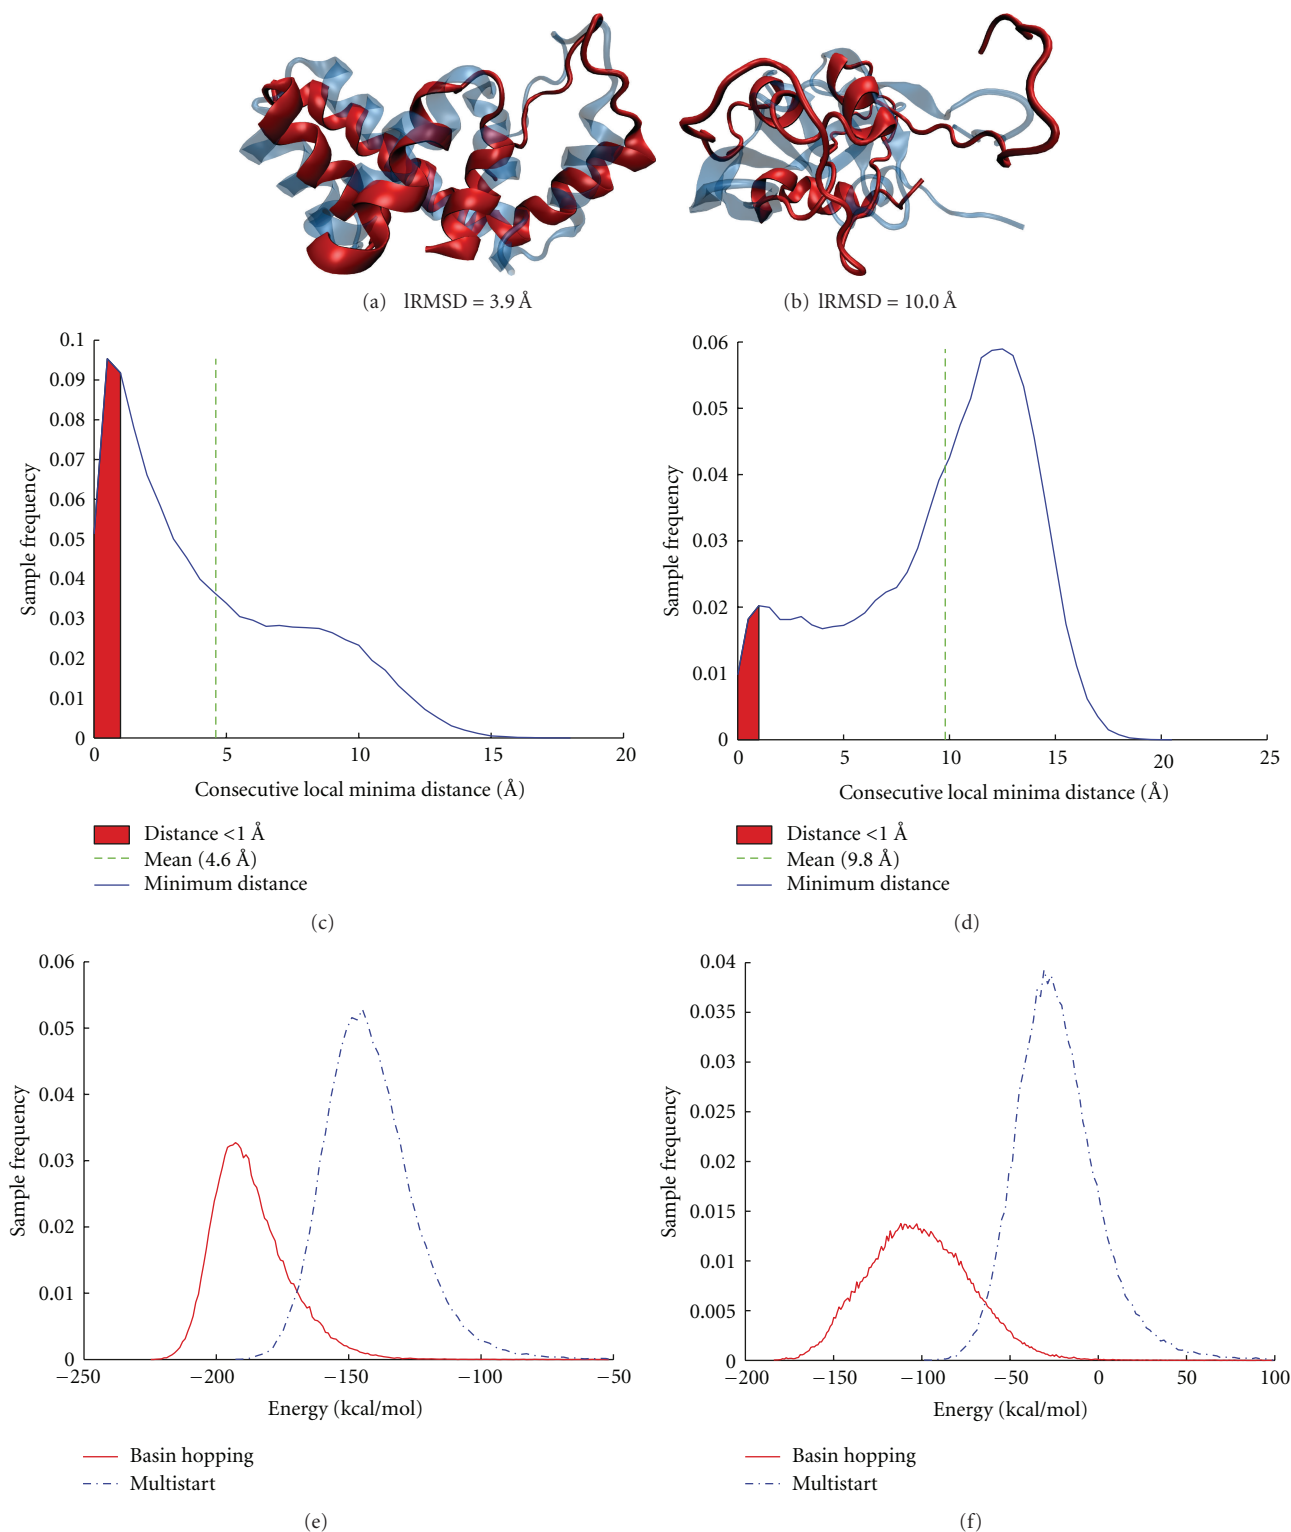 (a) lRMSD = 3.9 Å
(b) lRMSD = 10.0 Å
0.1
0.09
0.08
0.07
0.06
0.05
0.04
0.03
0.02
0.01
0
Sample frequency
0 5 10 15 20
Consecutive local minima distance (Å)
Distance <1 Å
Mean (4.6 Å)
Minimum distance
(c)
0.06
0.05
0.04
0.03
0.02
0.01
0
Sample frequency
0 5 10 15 20 25
Consecutive local minima distance (Å)
Distance <1 Å
Mean (9.8 Å)
Minimum distance
(d)
0.06
0.05
0.04
0.03
0.02
0.01
0
Sample frequency
−250 −200 −150 −100 −50
Energy (kcal/mol)
Basin hopping
Multistart
(e)
0.04
0.035
0.03
0.025
0.02
0.015
0.01
0.005
0
Sample frequency
−200 −150 −100 −50 0 50 100
Energy (kcal/mol)
Basin hopping
Multistart
(f)